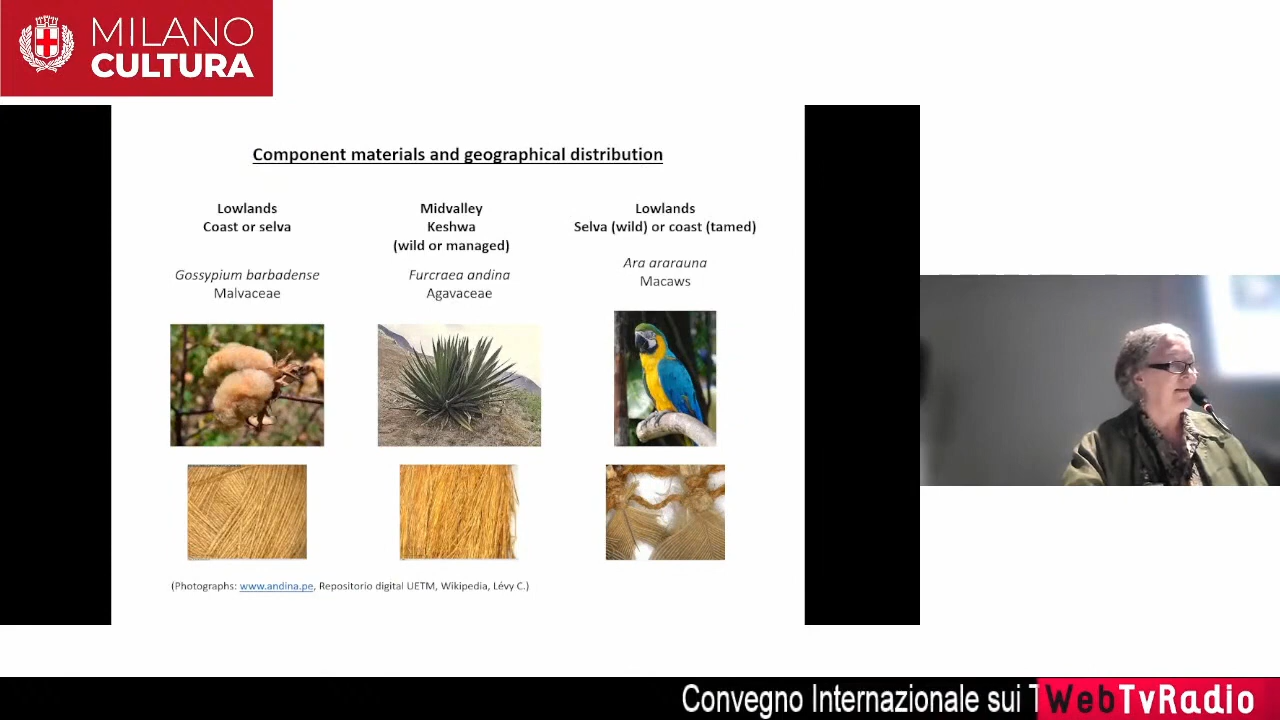 MILANO
CULTURA
Component materials and geographical distribution
Lowlands
Coast or selva
Gossypium barbadense
Malvaceae
Midvalley
Keshwa
(wild or managed)
Furcraea andina
Agavaceae
Lowlands
Selva (wild) or coast (tamed)
Ara ararauna
Macaws
(Photographs: www.andina.pe, Repositorio digital UETM, Wikipedia, Lévy C.)
Convegno Internazionale sui T
WebTvRadio